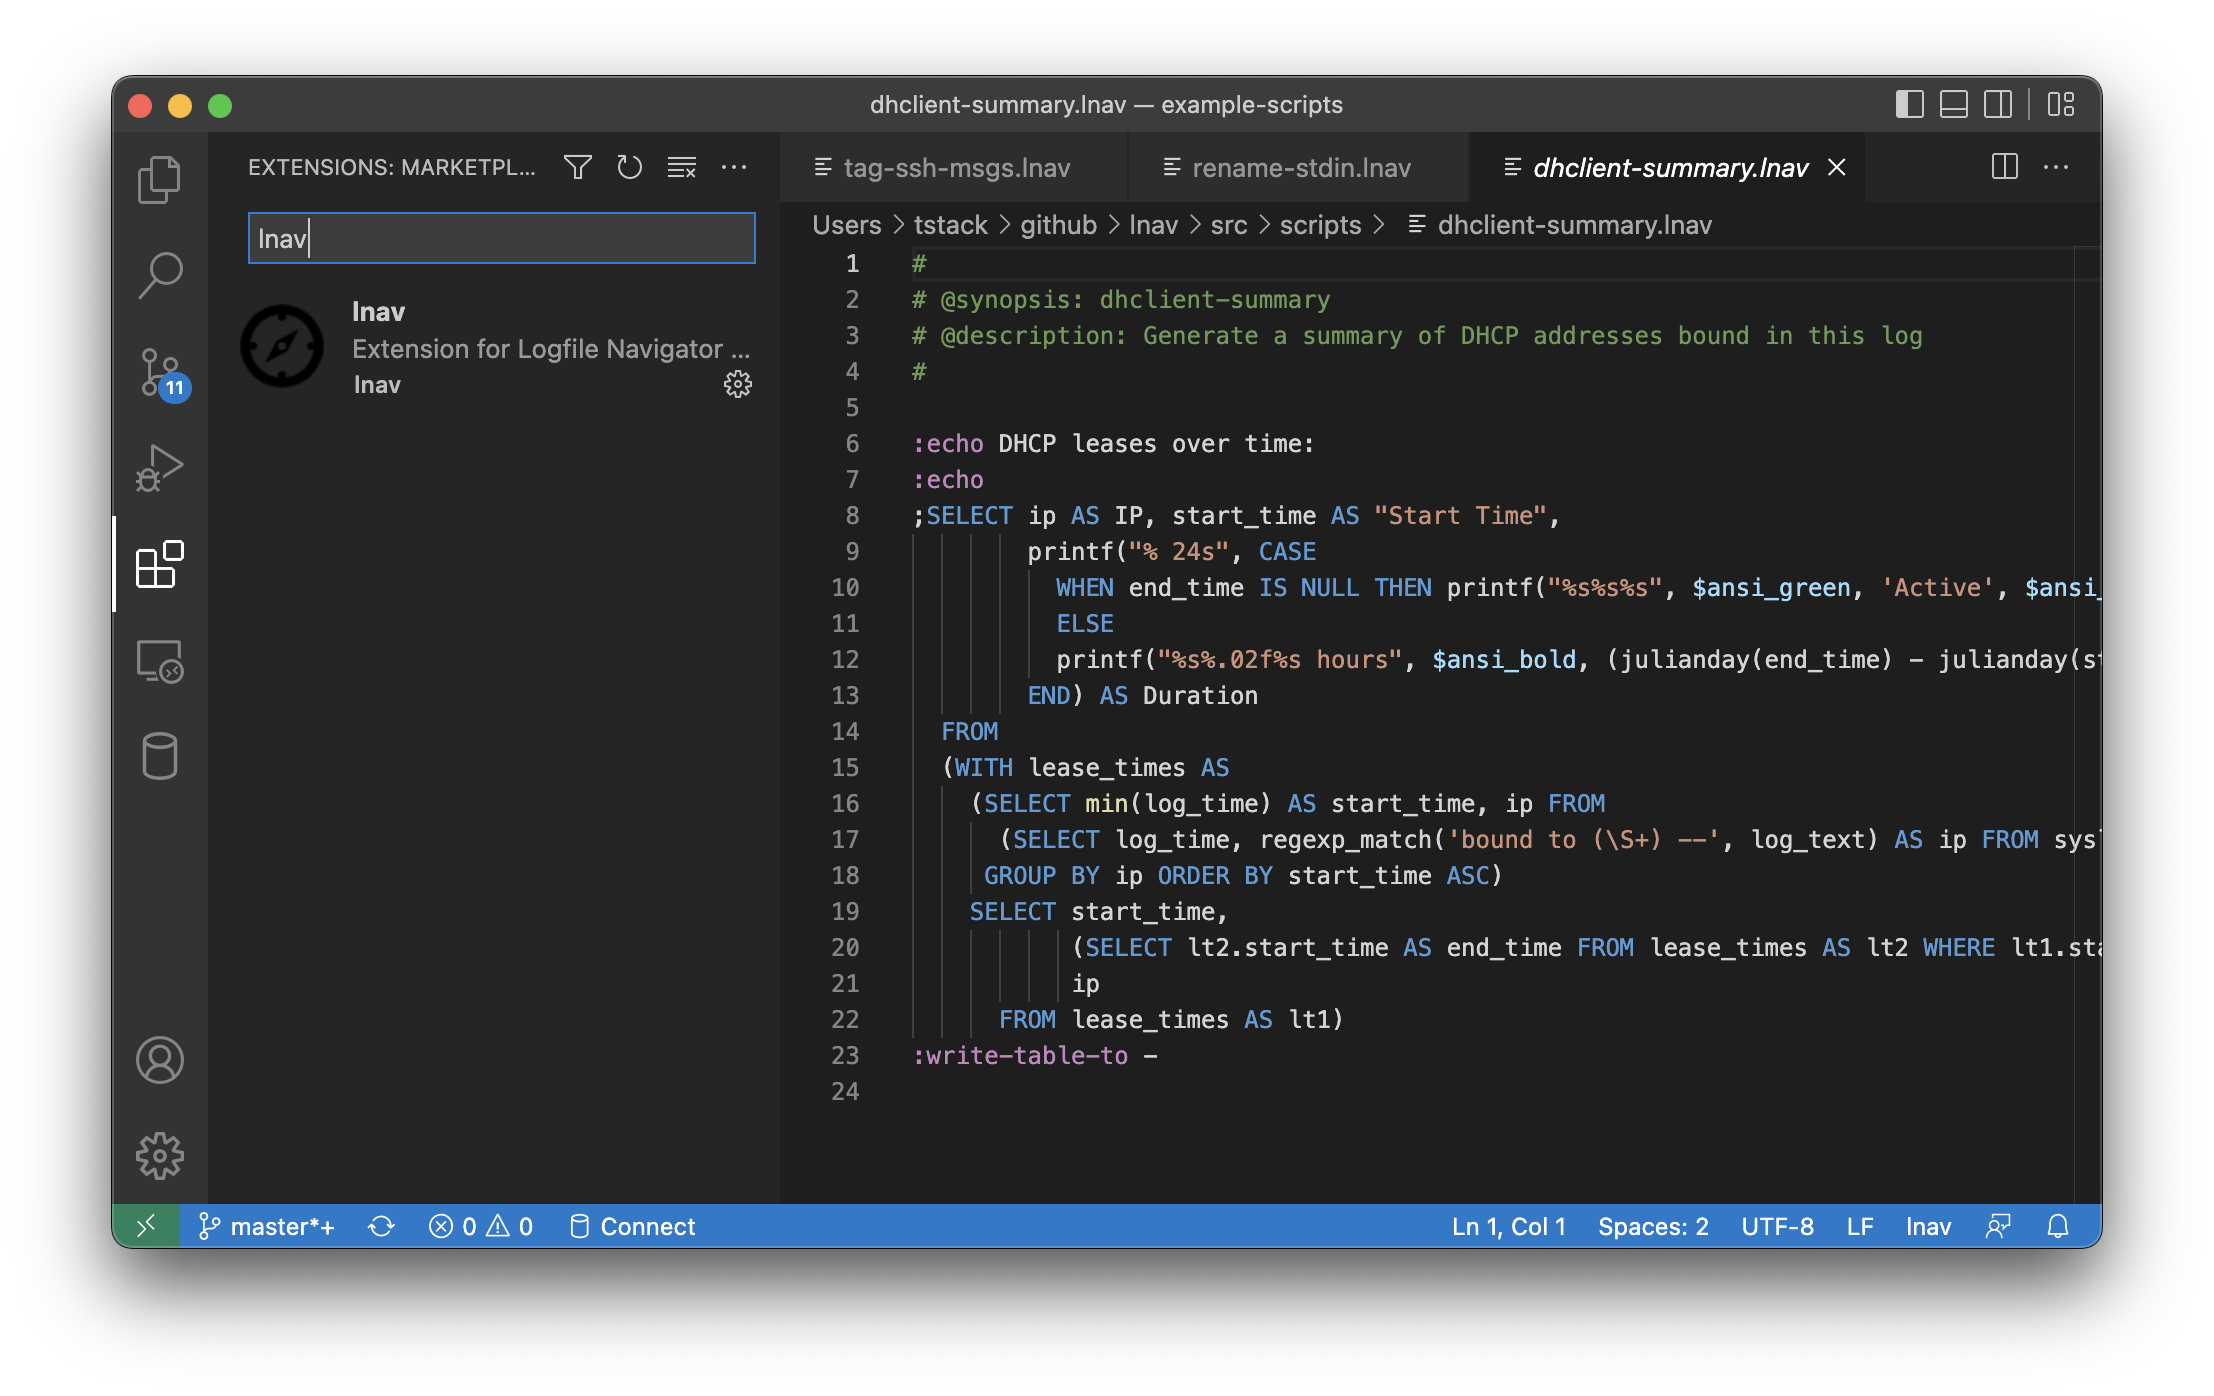 dhclient-summary.lnav — example-scripts
EXTENSIONS: MARKETPL...
lnav
lnav
Extension for Logfile Navigator ...
lnav
11
tag-ssh-msgs.lnav
rename-stdin.lnav
dhclient-summary.lnav
Users > tstack > github > lnav > src > scripts > dhclient-summary.lnav
1 #
2 # @synopsis: dhclient-summary
3 # @description: Generate a summary of DHCP addresses bound in this log
4 #
5
6 :echo DHCP leases over time:
7 :echo
8 ;SELECT ip AS IP, start_time AS "Start Time",
9 printf("% 24s", CASE
10 WHEN end_time IS NULL THEN printf("%s%s%s", $ansi_green, 'Active', $ansi_
11 ELSE
12 printf("%s%.02f%s hours", $ansi_bold, (julianday(end_time) - julianday(st
13 END) AS Duration
14 FROM
15 (WITH lease_times AS
16 (SELECT min(log_time) AS start_time, ip FROM
17 (SELECT log_time, regexp_match('bound to (\S+) --', log_text) AS ip FROM sys
18 GROUP BY ip ORDER BY start_time ASC)
19 SELECT start_time,
20 (SELECT lt2.start_time AS end_time FROM lease_times AS lt2 WHERE lt1.sta
21 ip
22 FROM lease_times AS lt1)
23 :write-table-to -
24
master*+
0 0
Connect
Ln 1, Col 1
Spaces: 2
UTF-8
LF
lnav